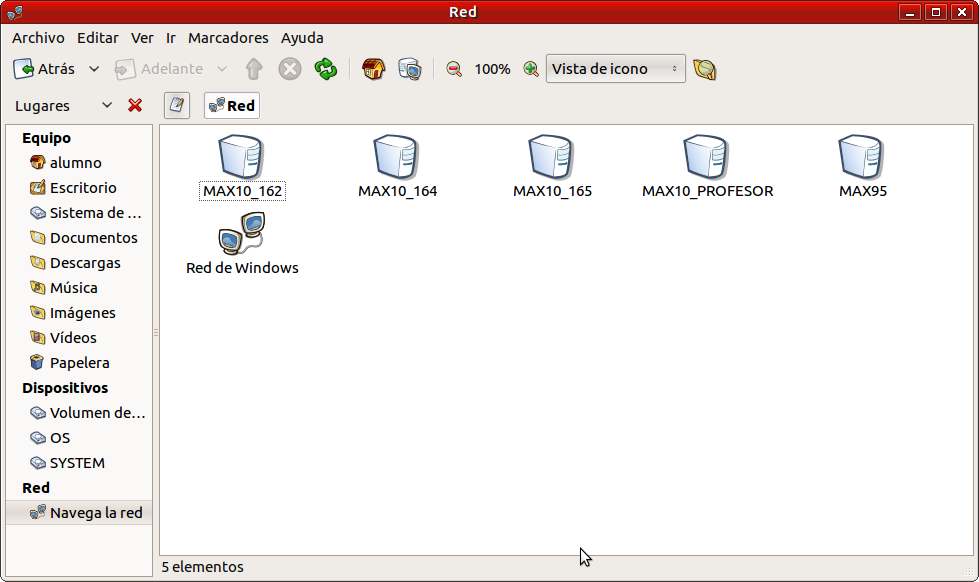 Red
Archivo Editar Ver Ir Marcadores Ayuda
Atrás Adelante 100% Vista de icono
Lugares Red
Equipo
alumno
Escritorio
Sistema de ...
Documentos
Descargas
Música
Imágenes
Vídeos
Papelera
Dispositivos
Volumen de...
OS
SYSTEM
Red
Navega la red
MAX10_162 MAX10_164 MAX10_165 MAX10_PROFESOR MAX95
Red de Windows
5 elementos